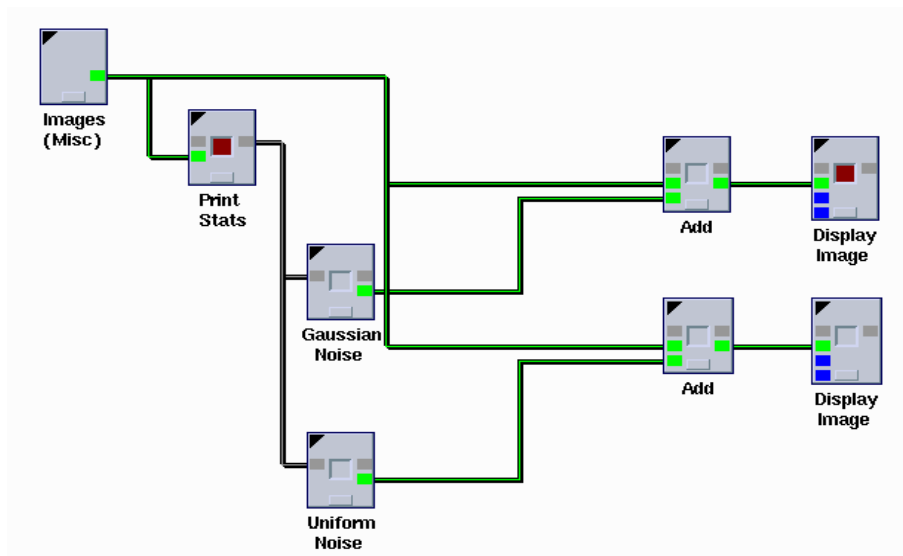 Images
(Misc)
Print
Stats
Add
Display
Image
Gaussian
Noise
Add
Display
Image
Uniform
Noise